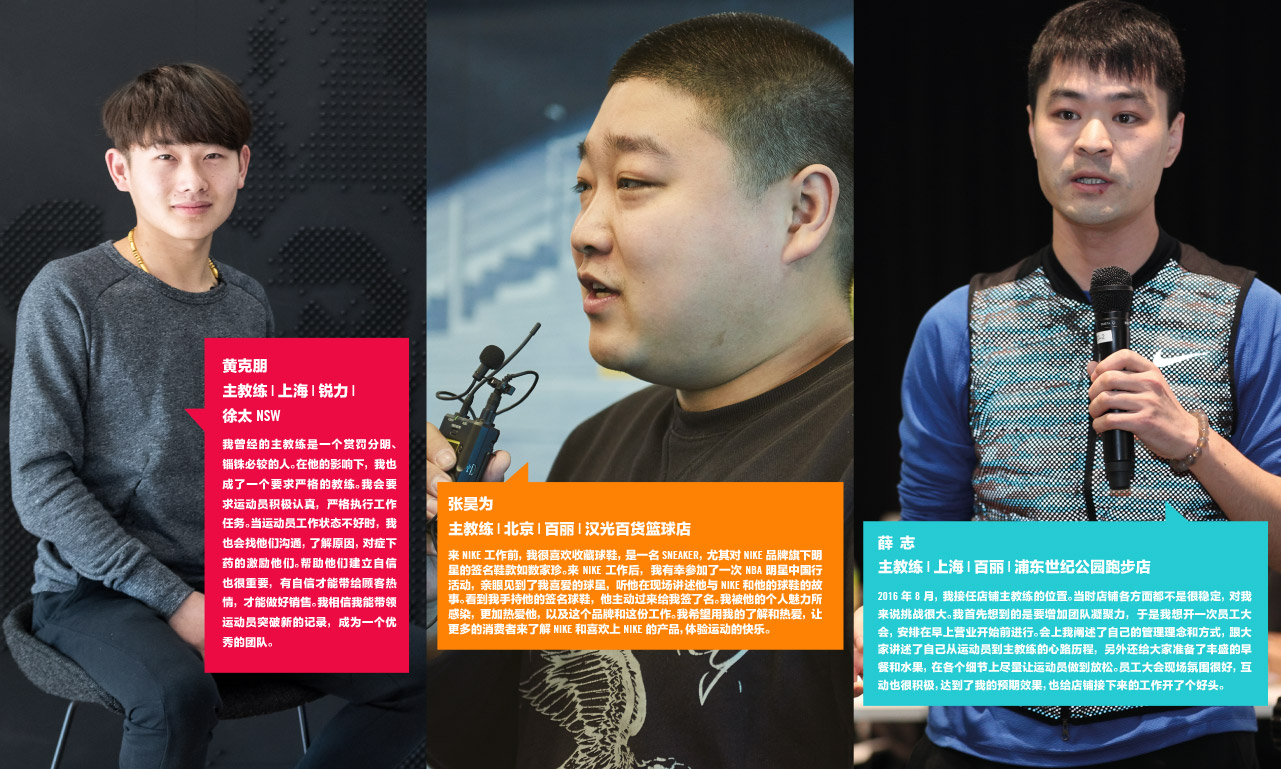 黄克朋
主教练 | 上海 | 锐力 |
徐太 NSW
我曾经的主教练是一个赏罚分明、
锱铢必较的人。在他的影响下，我也
成了一个要求严格的教练。我会要
求运动员积极认真，严格执行工作
任务。当运动员工作状态不好时，我
也会找他们沟通，了解原因，对症下
药的激励他们。帮助他们建立自信
也很重要，有自信才能带给顾客热
情，才能做好销售。我相信我能带领
运动员突破新的记录，成为一个优
秀的团队。
张昊为
主教练 | 北京 | 百丽 | 汉光百货篮球店
来 NIKE 工作前，我很喜欢收藏球鞋，是一名 SNEAKER，尤其对 NIKE 品牌旗下明
星的签名鞋款如数家珍。来 NIKE 工作后，我有幸参加了一次 NBA 明星中国行
活动，亲眼见到了我喜爱的球星，听他在现场讲述他与 NIKE 和他的球鞋的故
事。看到我手持他的签名球鞋，他主动过来给我签了名。我被他的个人魅力所
感染，更加热爱他，以及这个品牌和这份工作。我希望用我的了解和热爱，让
更多的消费者来了解 NIKE 和喜欢上 NIKE 的产品，体验运动的快乐。
薛 志
主教练 | 上海 | 百丽 | 浦东世纪公园跑步店
2016 年 8 月，我接任店铺主教练的位置。当时店铺各方面都不是很稳定，对我
来说挑战很大。我首先想到的是要增加团队凝聚力，于是我想开一次员工大
会，安排在早上营业开始前进行。会上我阐述了自己的管理理念和方式，跟大
家讲述了自己从运动员到主教练的心路历程，另外还给大家准备了丰盛的早
餐和水果，在各个细节上尽量让运动员做到放松。员工大会现场氛围很好，互
动也很积极，达到了我的预期效果，也给店铺接下来的工作开了个好头。